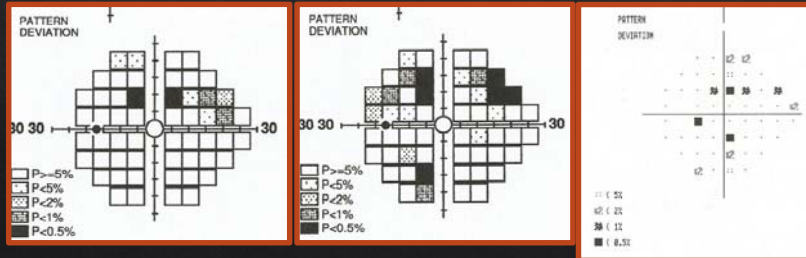 PATTERN
DEVIATION
30 30
30
P>=5%
P<5%
P<2%
P<1%
P<0.5%
PATTERN
DEVIATION
30 30
30
P>=5%
P<5%
P<2%
P<1%
P<0.5%
PATTERN
DEVIATION
:: < 5%
< 2%
< 1%
■ < 0.5%